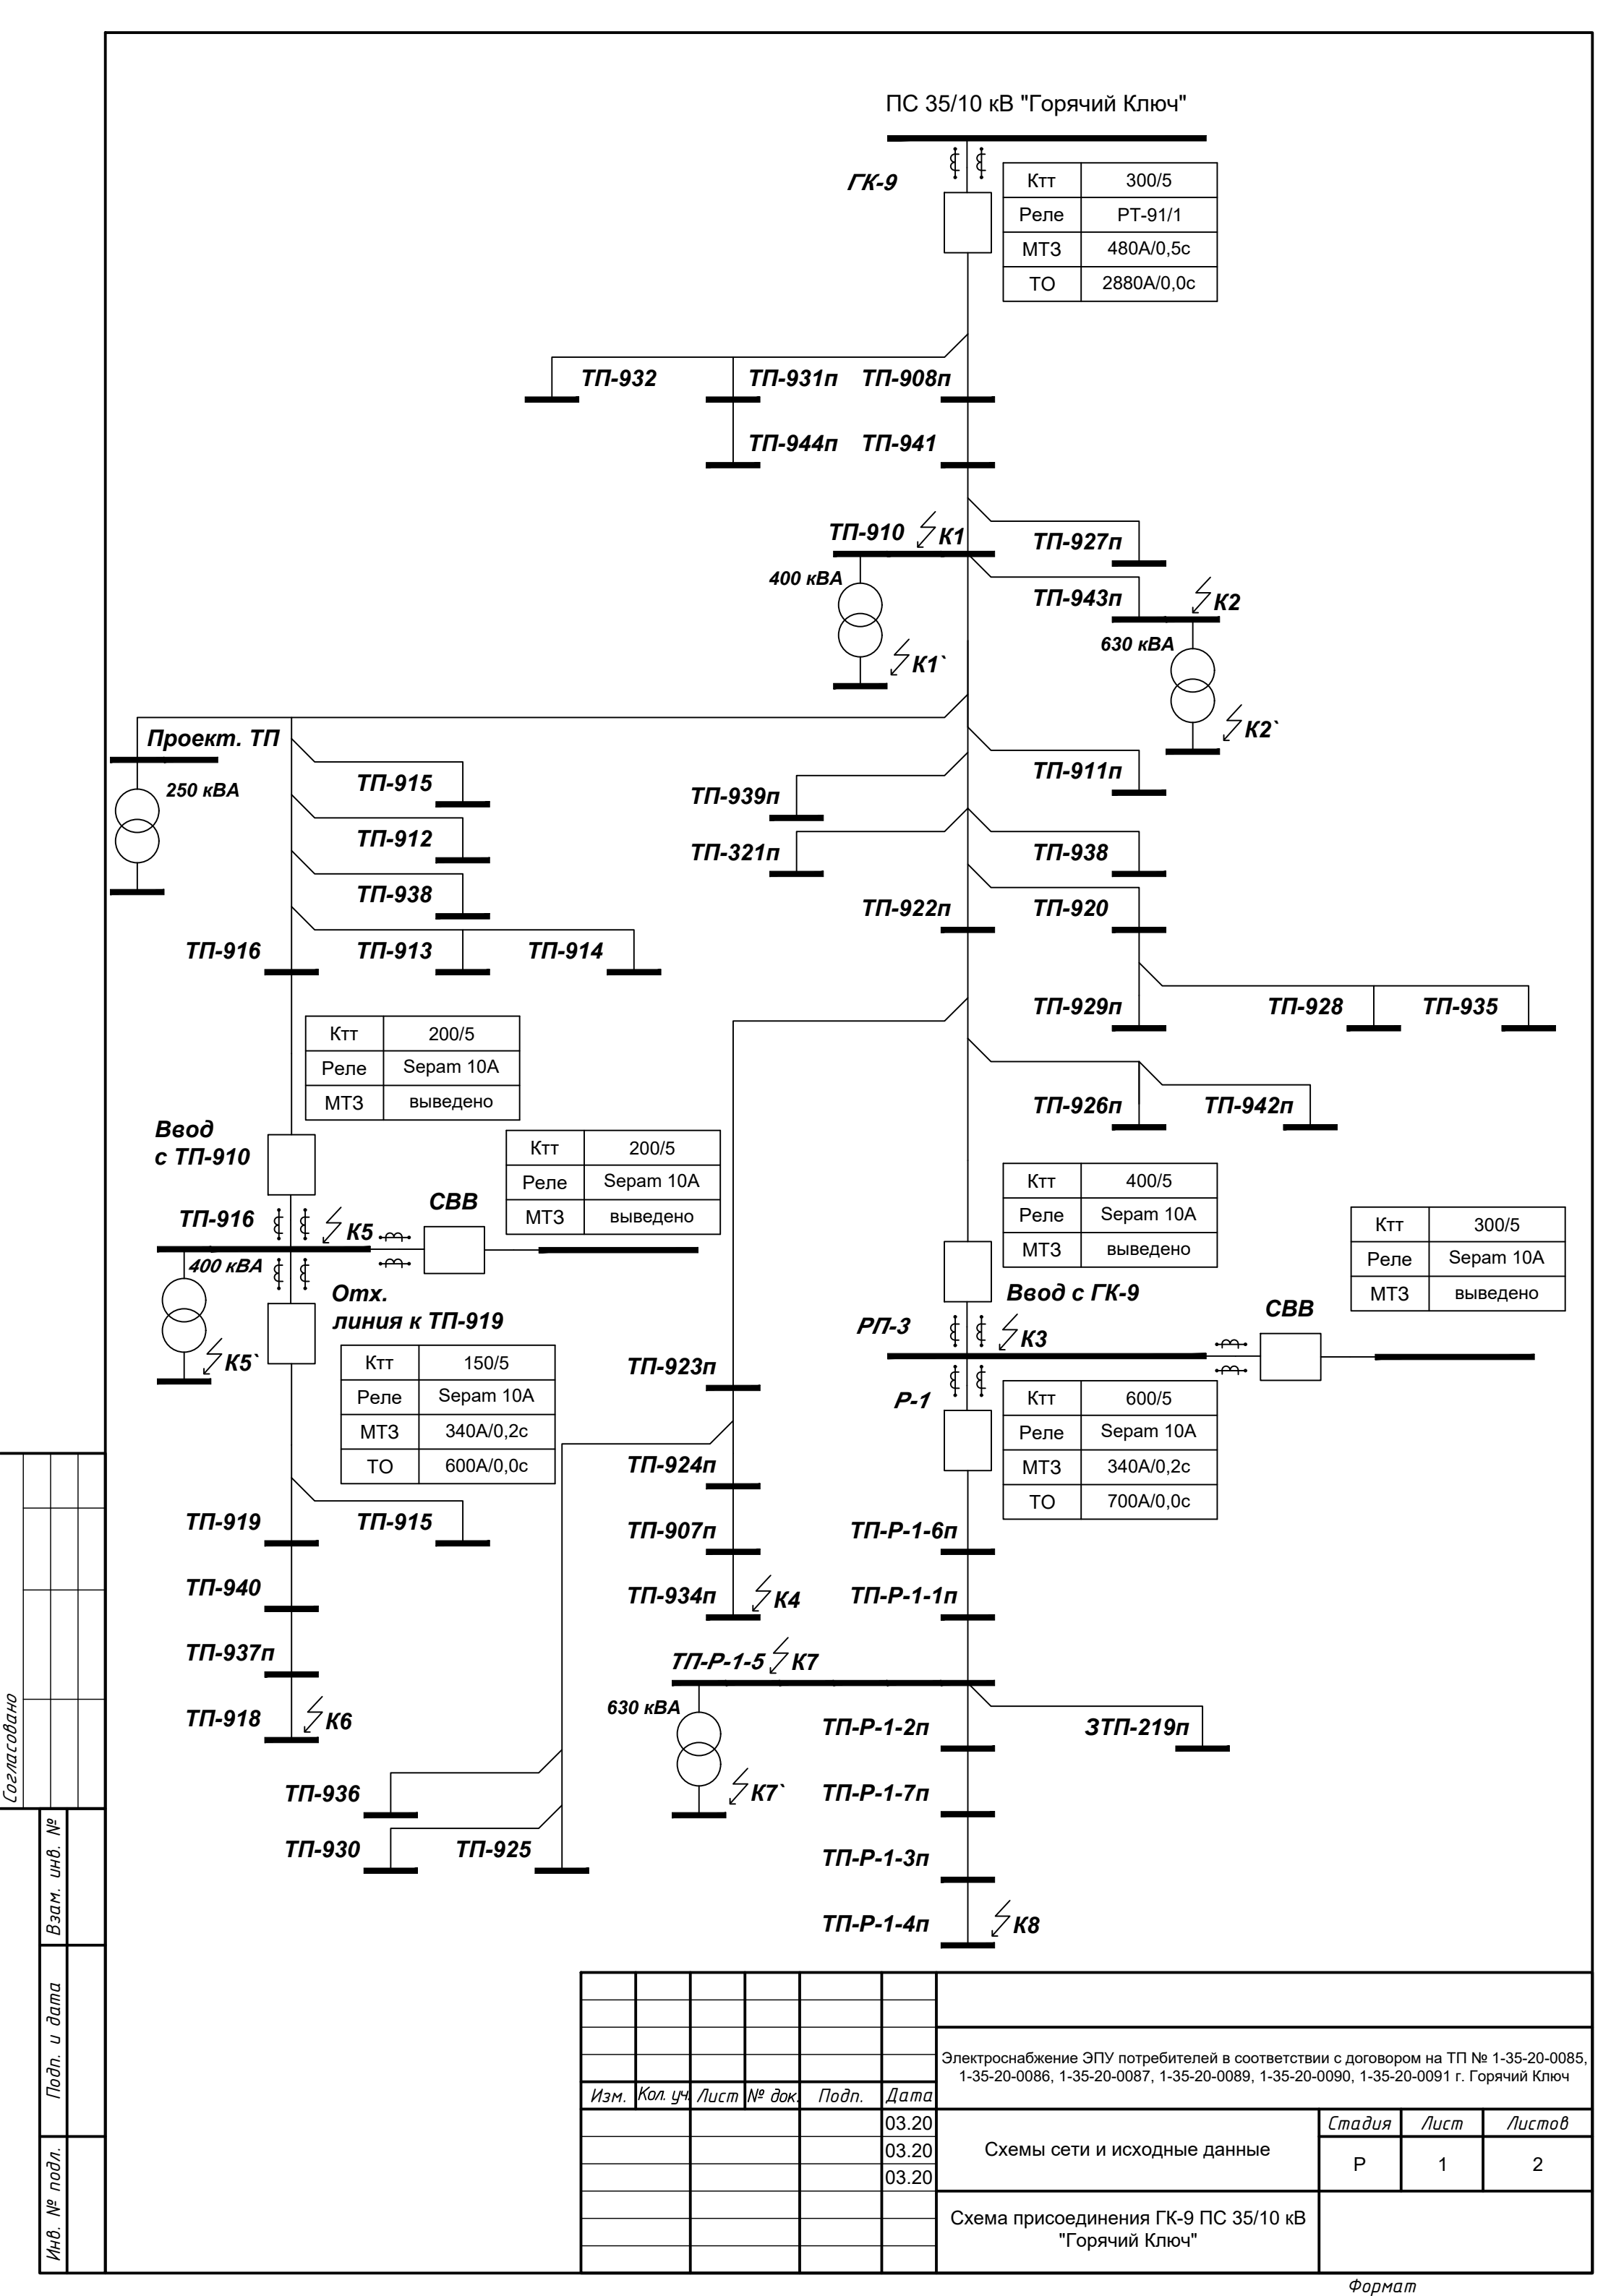 ПС 35/10 кВ "Горячий Ключ"
ГК-9
Ктт 300/5
Реле РТ-91/1
МТЗ 480А/0,5с
ТО 2880А/0,0с
ТП-932
ТП-931п
ТП-908п
ТП-944п
ТП-941
ТП-910
К1
ТП-927п
400 кВА
ТП-943п
К2
К1`
630 кВА
К2`
Проект. ТП
250 кВА
ТП-915
ТП-912
ТП-938
ТП-916
ТП-913
ТП-914
ТП-911п
ТП-939п
ТП-321п
ТП-938
ТП-922п
ТП-920
ТП-929п
ТП-928
ТП-935
ТП-926п
ТП-942п
Ктт 200/5
Реле Sepam 10A
МТЗ выведено
Ввод
с ТП-910
Ктт 200/5
Реле Sepam 10A
МТЗ выведено
СВВ
ТП-916
К5
400 кВА
К5`
Отх.
линия к ТП-919
Ктт 150/5
Реле Sepam 10A
МТЗ 340А/0,2с
ТО 600А/0,0с
Ктт 400/5
Реле Sepam 10A
МТЗ выведено
Ввод с ГК-9
Ктт 300/5
Реле Sepam 10A
МТЗ выведено
СВВ
РП-3
К3
Р-1
Ктт 600/5
Реле Sepam 10A
МТЗ 340А/0,2с
ТО 700А/0,0с
ТП-923п
ТП-924п
ТП-907п
ТП-934п
К4
ТП-919
ТП-915
ТП-940
ТП-937п
ТП-918
К6
ТП-936
ТП-930
ТП-925
ТП-Р-1-6п
ТП-Р-1-1п
ТП-Р-1-5
К7
630 кВА
К7`
ТП-Р-1-2п
ЗТП-219п
ТП-Р-1-7п
ТП-Р-1-3п
ТП-Р-1-4п
К8
Согласовано
Взам. инв. №
Подп. и дата
Инв. № подл.
Изм. Кол. уч. Лист № док. Подп. Дата
03.20
03.20
03.20
Электроснабжение ЭПУ потребителей в соответствии с договором на ТП № 1-35-20-0085,
1-35-20-0086, 1-35-20-0087, 1-35-20-0089, 1-35-20-0090, 1-35-20-0091 г. Горячий Ключ
Схемы сети и исходные данные
Стадия Лист Листов
Р 1 2
Схема присоединения ГК-9 ПС 35/10 кВ
"Горячий Ключ"
Формат